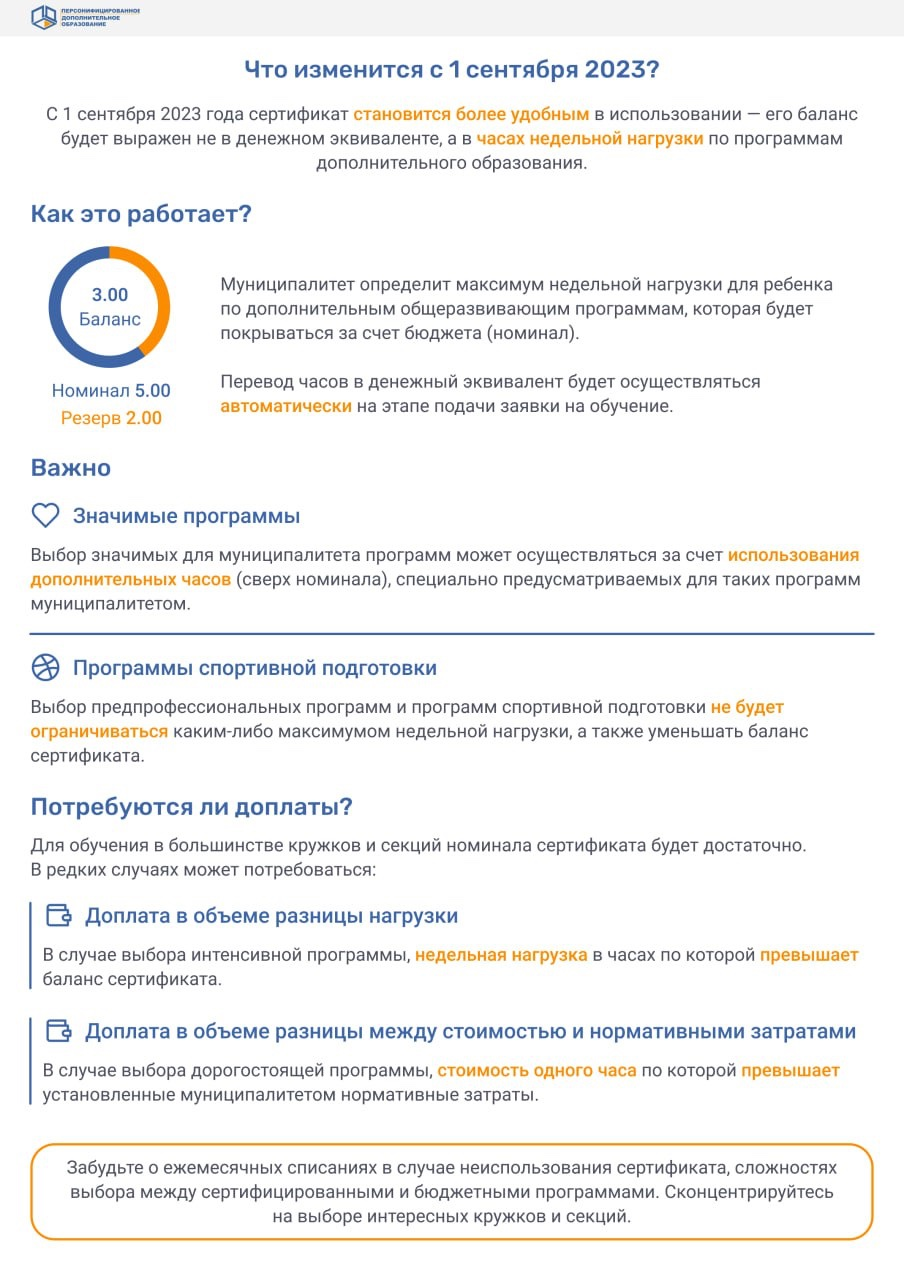 ПЕРСОНИФИЦИРОВАННОЕ
ДОПОЛНИТЕЛЬНОЕ
ОБРАЗОВАНИЕ
Что изменится с 1 сентября 2023?
С 1 сентября 2023 года сертификат становится более удобным в использовании — его баланс
будет выражен не в денежном эквиваленте, а в часах недельной нагрузки по программам
дополнительного образования.
Как это работает?
3.00
Баланс
Номинал 5.00
Резерв 2.00
Муниципалитет определит максимум недельной нагрузки для ребенка
по дополнительным общеразвивающим программам, которая будет
покрываться за счет бюджета (номинал).
Перевод часов в денежный эквивалент будет осуществляться
автоматически на этапе подачи заявки на обучение.
Важно
Значимые программы
Выбор значимых для муниципалитета программ может осуществляться за счет использования
дополнительных часов (сверх номинала), специально предусматриваемых для таких программ
муниципалитетом.
Программы спортивной подготовки
Выбор предпрофессиональных программ и программ спортивной подготовки не будет
ограничиваться каким-либо максимумом недельной нагрузки, а также уменьшать баланс
сертификата.
Потребуются ли доплаты?
Для обучения в большинстве кружков и секций номинала сертификата будет достаточно.
В редких случаях может потребоваться:
Доплата в объеме разницы нагрузки
В случае выбора интенсивной программы, недельная нагрузка в часах по которой превышает
баланс сертификата.
Доплата в объеме разницы между стоимостью и нормативными затратами
В случае выбора дорогостоящей программы, стоимость одного часа по которой превышает
установленные муниципалитетом нормативные затраты.
Забудьте о ежемесячных списаниях в случае неиспользования сертификата, сложностях
выбора между сертифицированными и бюджетными программами. Сконцентрируйтесь
на выборе интересных кружков и секций.